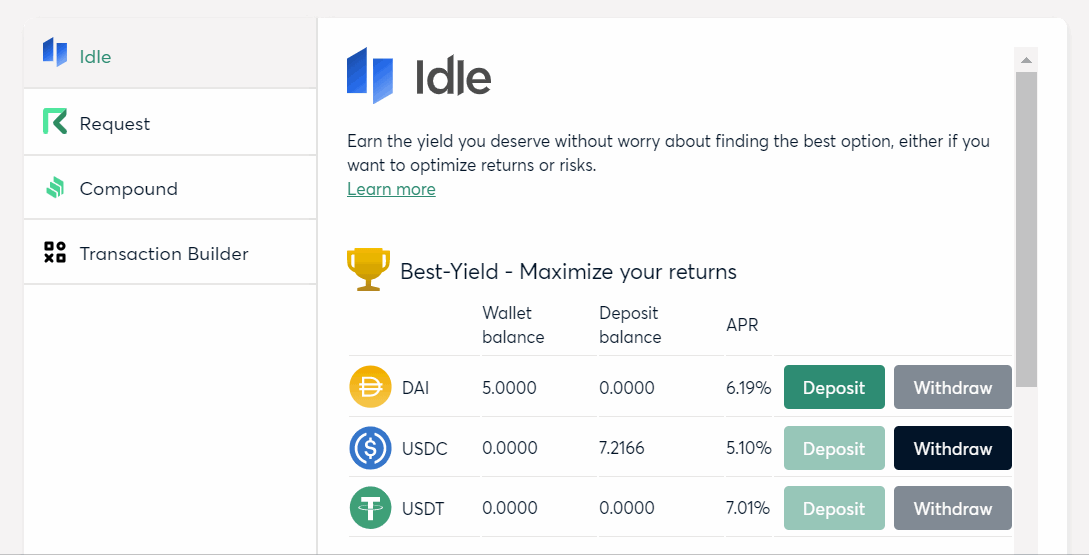 Idle
Request
Compound
Transaction Builder
Idle
Earn the yield you deserve without worry about finding the best option, either if you
want to optimize returns or risks.
Learn more
Best-Yield - Maximize your returns
Wallet balance Deposit balance APR
DAI 5.0000 0.0000 6.19% Deposit Withdraw
USDC 0.0000 7.2166 5.10% Deposit Withdraw
USDT 0.0000 0.0000 7.01% Deposit Withdraw